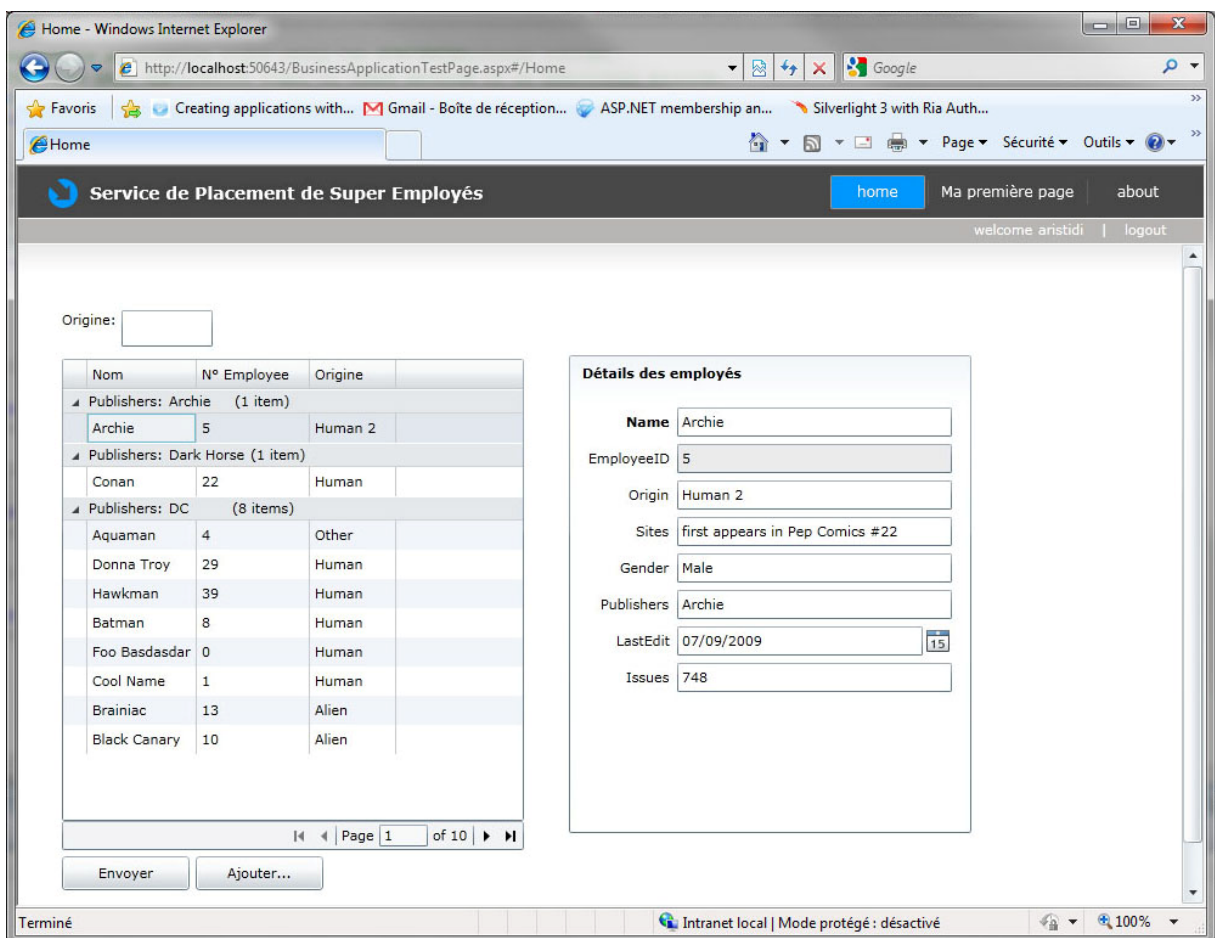 Home - Windows Internet Explorer
http://localhost:50643/BusinessApplicationTestPage.aspx#/Home
Google
Favoris
Creating applications with...
Gmail - Boîte de réception...
ASP.NET membership an...
Silverlight 3 with Ria Auth...
Home
Page
Sécurité
Outils
Service de Placement de Super Employés
home
Ma première page
about
welcome aristidi | logout
Origine:
Nom N° Employee Origine
Publishers: Archie (1 item)
Archie 5 Human 2
Publishers: Dark Horse (1 item)
Conan 22 Human
Publishers: DC (8 items)
Aquaman 4 Other
Donna Troy 29 Human
Hawkman 39 Human
Batman 8 Human
Foo Basdasdar 0 Human
Cool Name 1 Human
Brainiac 13 Alien
Black Canary 10 Alien
Page 1 of 10
Envoyer
Ajouter...
Détails des employés
Name Archie
EmployeeID 5
Origin Human 2
Sites first appears in Pep Comics #22
Gender Male
Publishers Archie
LastEdit 07/09/2009
15
Issues 748
Terminé
Intranet local | Mode protégé : désactivé
100%